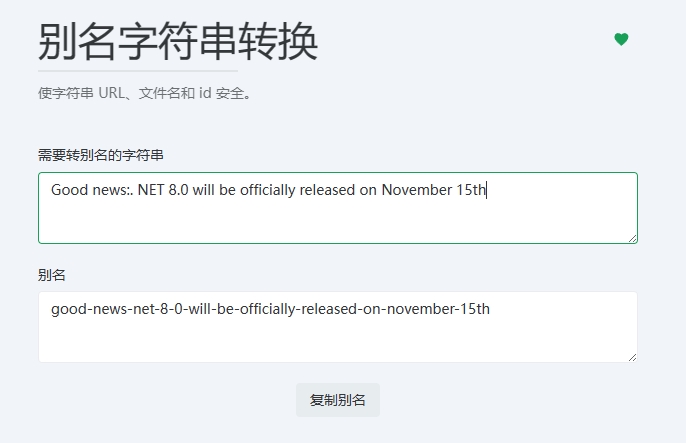 别名字符串转换
使字符串 URL、文件名和 id 安全。
需要转别名的字符串
Good news:. NET 8.0 will be officially released on November 15th
别名
good-news-net-8-0-will-be-officially-released-on-november-15th
复制别名